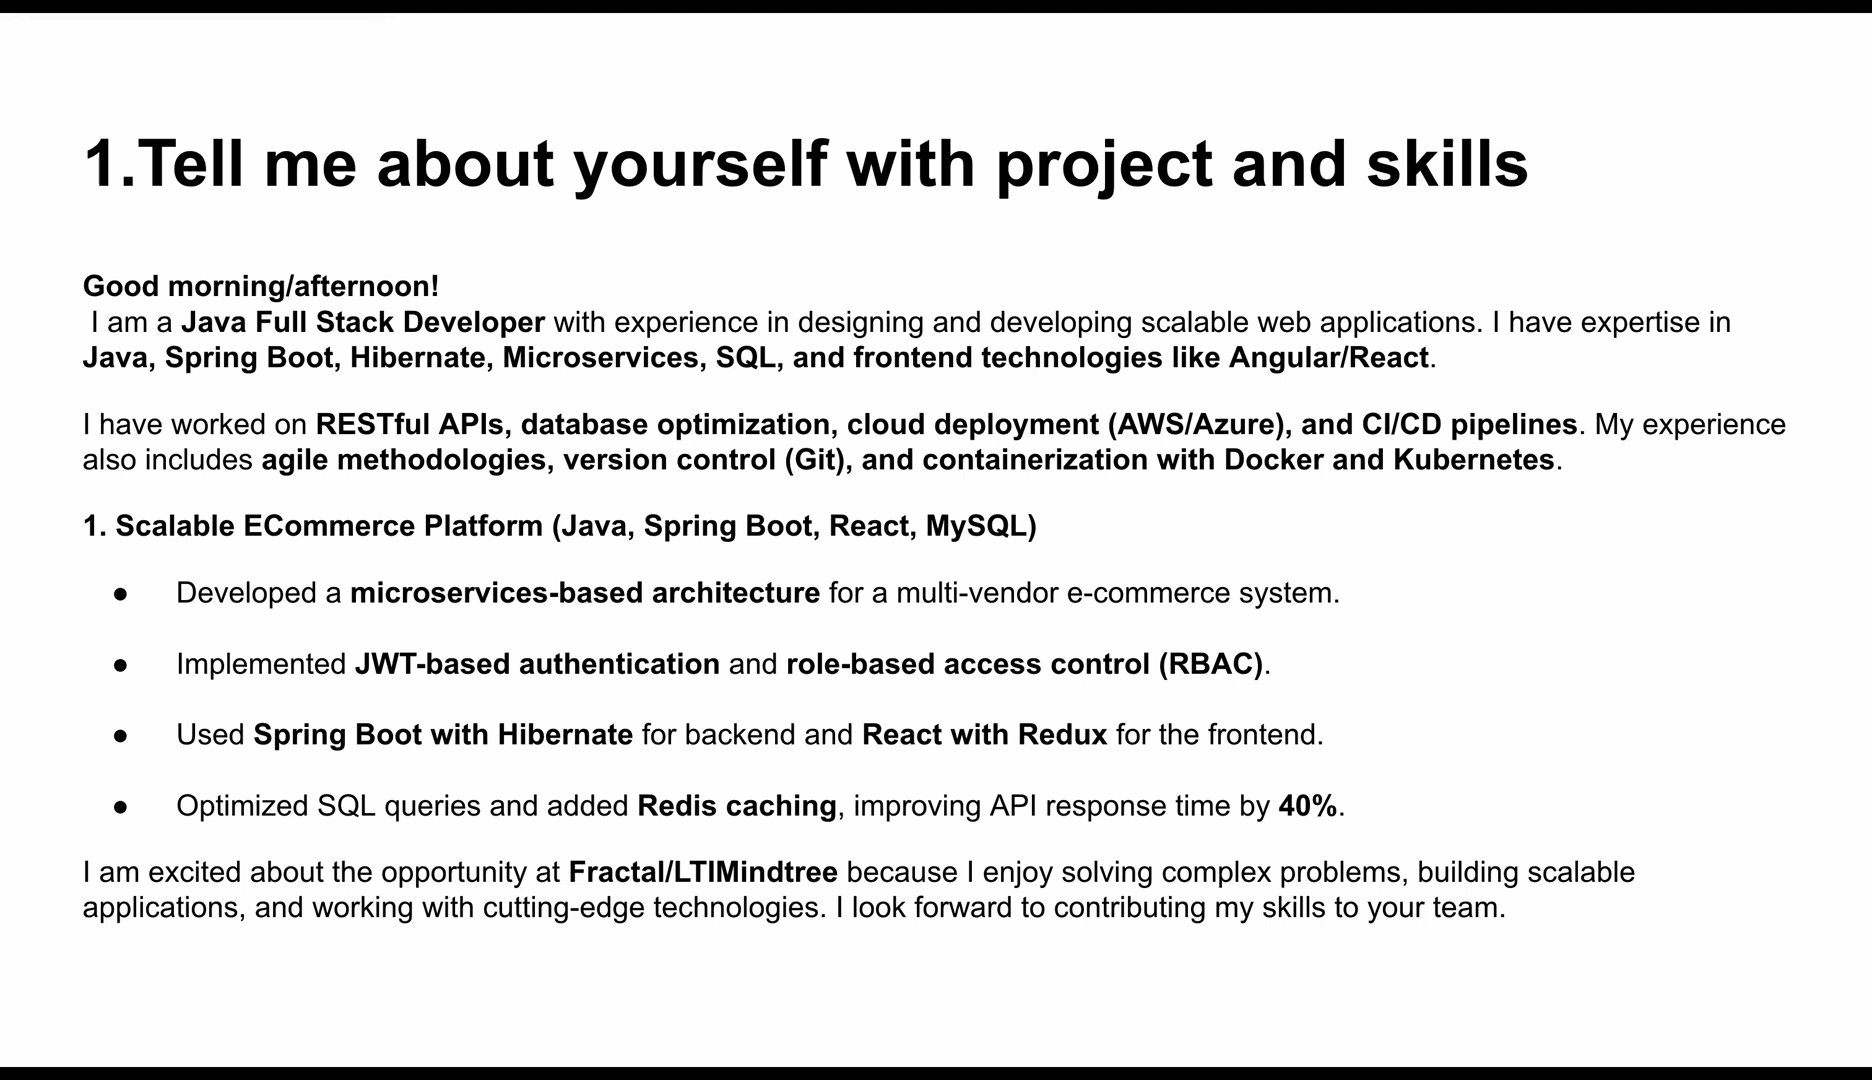 1.Tell me about yourself with project and skills
Good morning/afternoon!
I am a Java Full Stack Developer with experience in designing and developing scalable web applications. I have expertise in
Java, Spring Boot, Hibernate, Microservices, SQL, and frontend technologies like Angular/React.
I have worked on RESTful APIs, database optimization, cloud deployment (AWS/Azure), and CI/CD pipelines. My experience
also includes agile methodologies, version control (Git), and containerization with Docker and Kubernetes.
1. Scalable ECommerce Platform (Java, Spring Boot, React, MySQL)
● Developed a microservices-based architecture for a multi-vendor e-commerce system.
● Implemented JWT-based authentication and role-based access control (RBAC).
● Used Spring Boot with Hibernate for backend and React with Redux for the frontend.
● Optimized SQL queries and added Redis caching, improving API response time by 40%.
I am excited about the opportunity at Fractal/LTIMindtree because I enjoy solving complex problems, building scalable
applications, and working with cutting-edge technologies. I look forward to contributing my skills to your team.